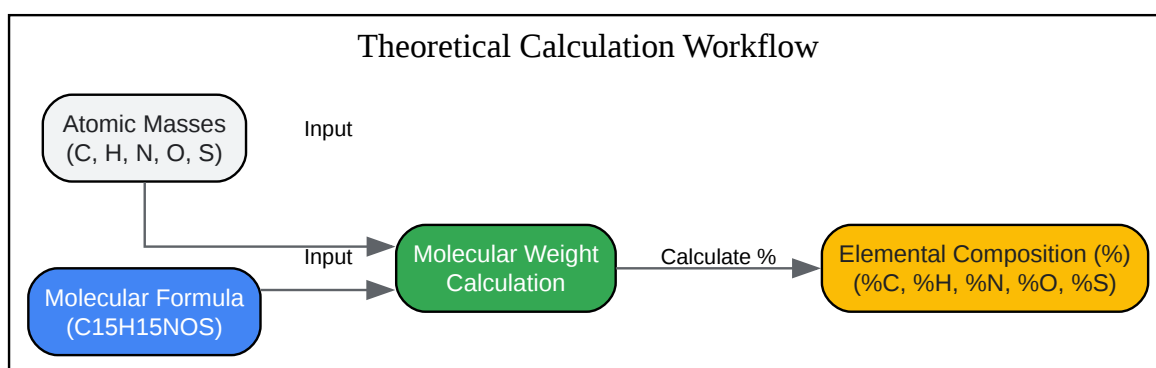 Theoretical Calculation Workflow
Atomic Masses
(C, H, N, O, S)
Input
Input
Molecular Formula
(C15H15NOS)
Molecular Weight
Calculation
Calculate %
Elemental Composition (%)
(%C, %H, %N, %O, %S)